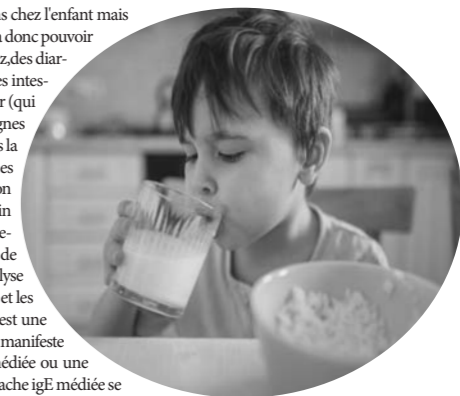 s chez l'enfant mais
donc pouvoir
z,des diar-
es intes-
r (qui
gnes
s la
es
on
in
e-
de
lyse
et les
est une
manifeste
édiée ou une
ache igE médiée se